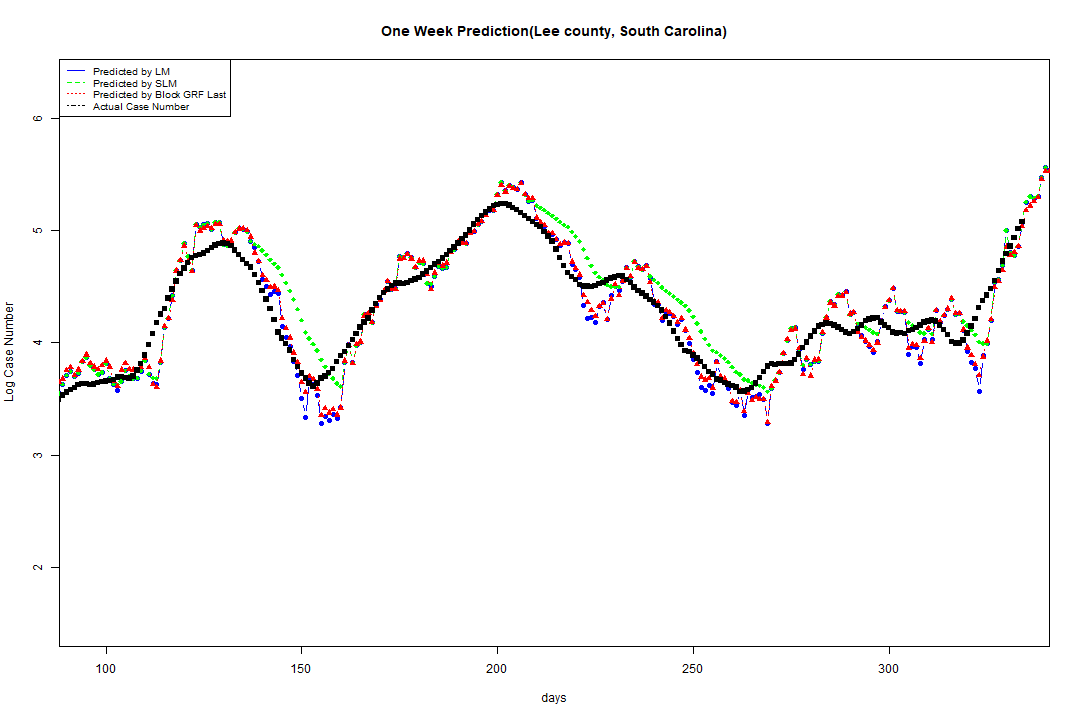 One Week Prediction(Lee county, South Carolina)
Predicted by LM
Predicted by SLM
Predicted by Block GRF Last
Actual Case Number
Log Case Number
6
5
4
3
2
100 150 200 250 300
days